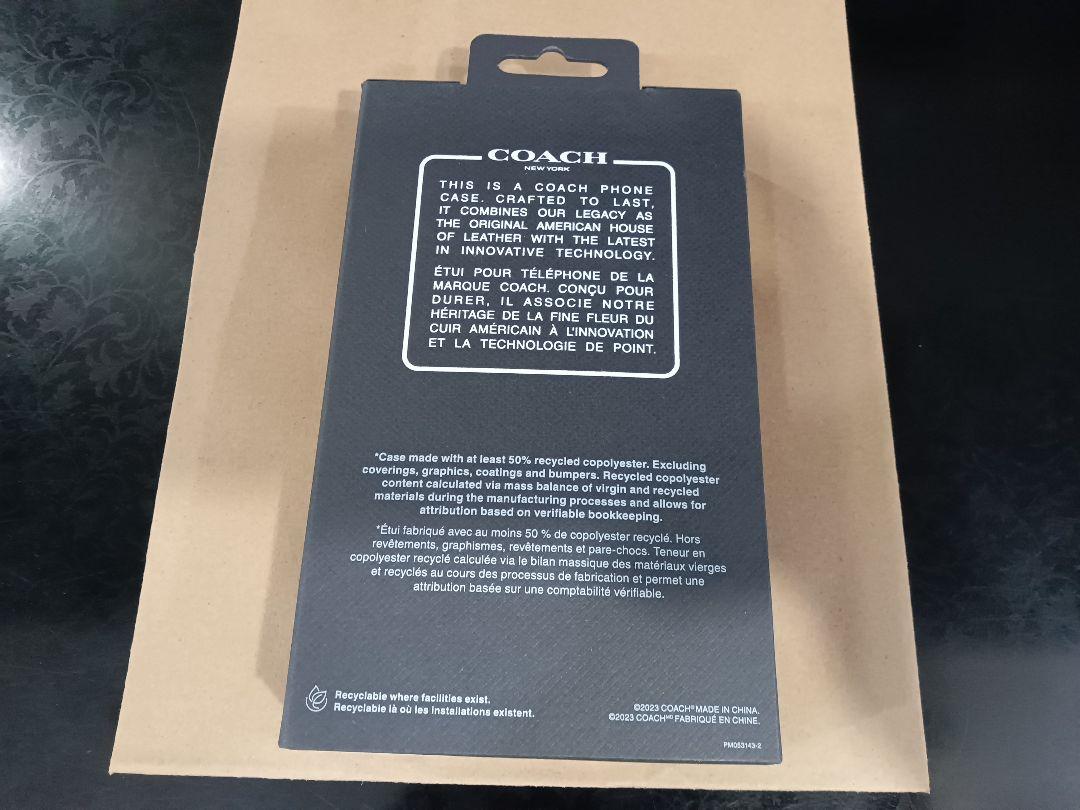 COACH
NEW YORK
THIS IS A COACH PHONE
CASE. CRAFTED TO LAST,
IT COMBINES OUR LEGACY AS
THE ORIGINAL AMERICAN HOUSE
OF LEATHER WITH THE LATEST
IN INNOVATIVE TECHNOLOGY.
ÉTUI POUR TÉLÉPHONE DE LA
MARQUE COACH. CONÇU POUR
DURER, IL ASSOCIE NOTRE
HÉRITAGE DE LA FINE FLEUR DU
CUIR AMÉRICAIN À L'INNOVATION
ET LA TECHNOLOGIE DE POINT.
*Case made with at least 50% recycled copolyester. Excluding
coverings, graphics, coatings and bumpers. Recycled copolyester
content calculated via mass balance of virgin and recycled
materials during the manufacturing processes and allows for
attribution based on verifiable bookkeeping.
*Étui fabriqué avec au moins 50 % de copolyester recyclé. Hors
revêtements, graphismes, revêtements et pare-chocs. Teneur en
copolyester recyclé calculée via le bilan massique des matériaux vierges
et recyclés au cours des processus de fabrication et permet une
attribution basée sur une comptabilité vérifiable.
Recyclable where facilities exist.
Recyclable là où les installations existent.
©2023 COACH® MADE IN CHINA.
©2023 COACHᴹᴰ FABRIQUÉ EN CHINE.
PM053143-2